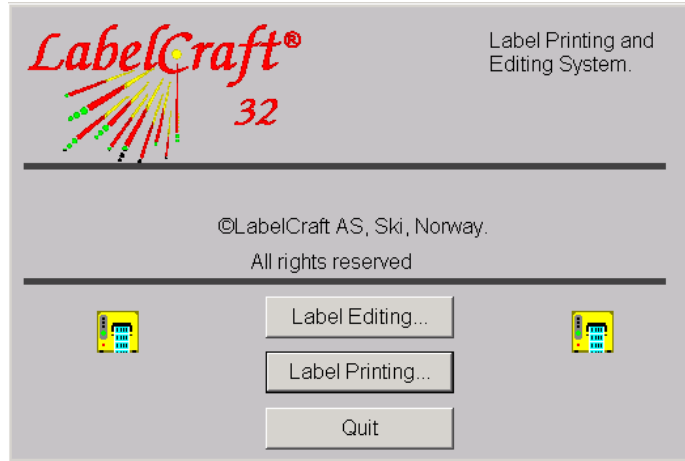 LabelCraft®
32
Label Printing and
Editing System.
©LabelCraft AS, Ski, Norway.
All rights reserved
Label Editing...
Label Printing...
Quit